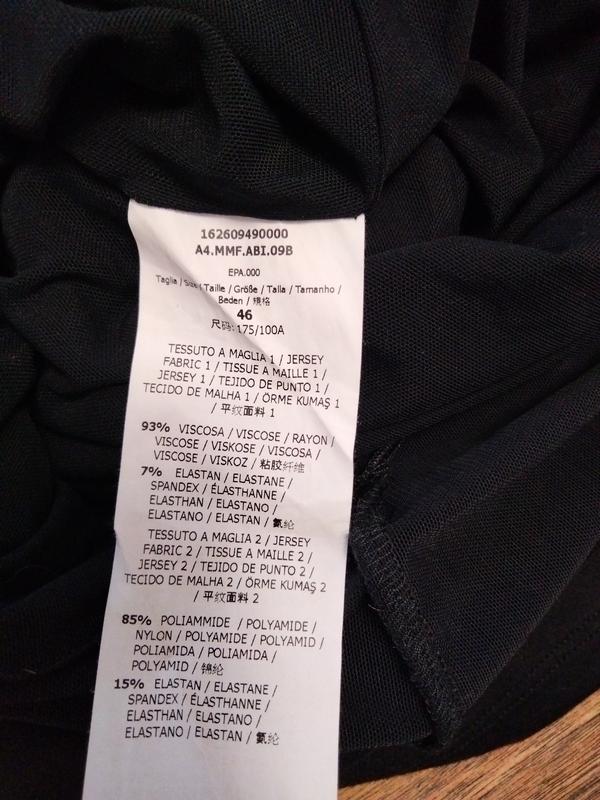 162609490000
A4.MMF.ABI.09B
EPA.000
Taglia / Size / Taille / Größe / Talla / Tamanho /
Beden / 规格
46
尺码: 175/100A
TESSUTO A MAGLIA 1 / JERSEY
FABRIC 1 / TISSUE A MAILLE 1 /
JERSEY 1 / TEJIDO DE PUNTO 1 /
TECIDO DE MALHA 1 / ÖRME KUMAŞ 1
/ 平纹面料 1
93% VISCOSA / VISCOSE / RAYON /
VISCOSE / VISKOSE / VISCOSA /
VISCOSE / VISKOZ / 粘胶纤维
7% ELASTAN / ELASTANE /
SPANDEX / ÉLASTHANNE /
ELASTHAN / ELASTANO /
ELASTANO / ELASTAN / 氨纶
TESSUTO A MAGLIA 2 / JERSEY
FABRIC 2 / TISSUE A MAILLE 2 /
JERSEY 2 / TEJIDO DE PUNTO 2 /
TECIDO DE MALHA 2 / ÖRME KUMAŞ 2
/ 平纹面料 2
85% POLIAMMIDE / POLYAMIDE /
NYLON / POLYAMIDE / POLYAMID /
POLIAMIDA / POLIAMIDA /
POLYAMID / 锦纶
15% ELASTAN / ELASTANE /
SPANDEX / ÉLASTHANNE /
ELASTHAN / ELASTANO /
ELASTANO / ELASTAN / 氨纶